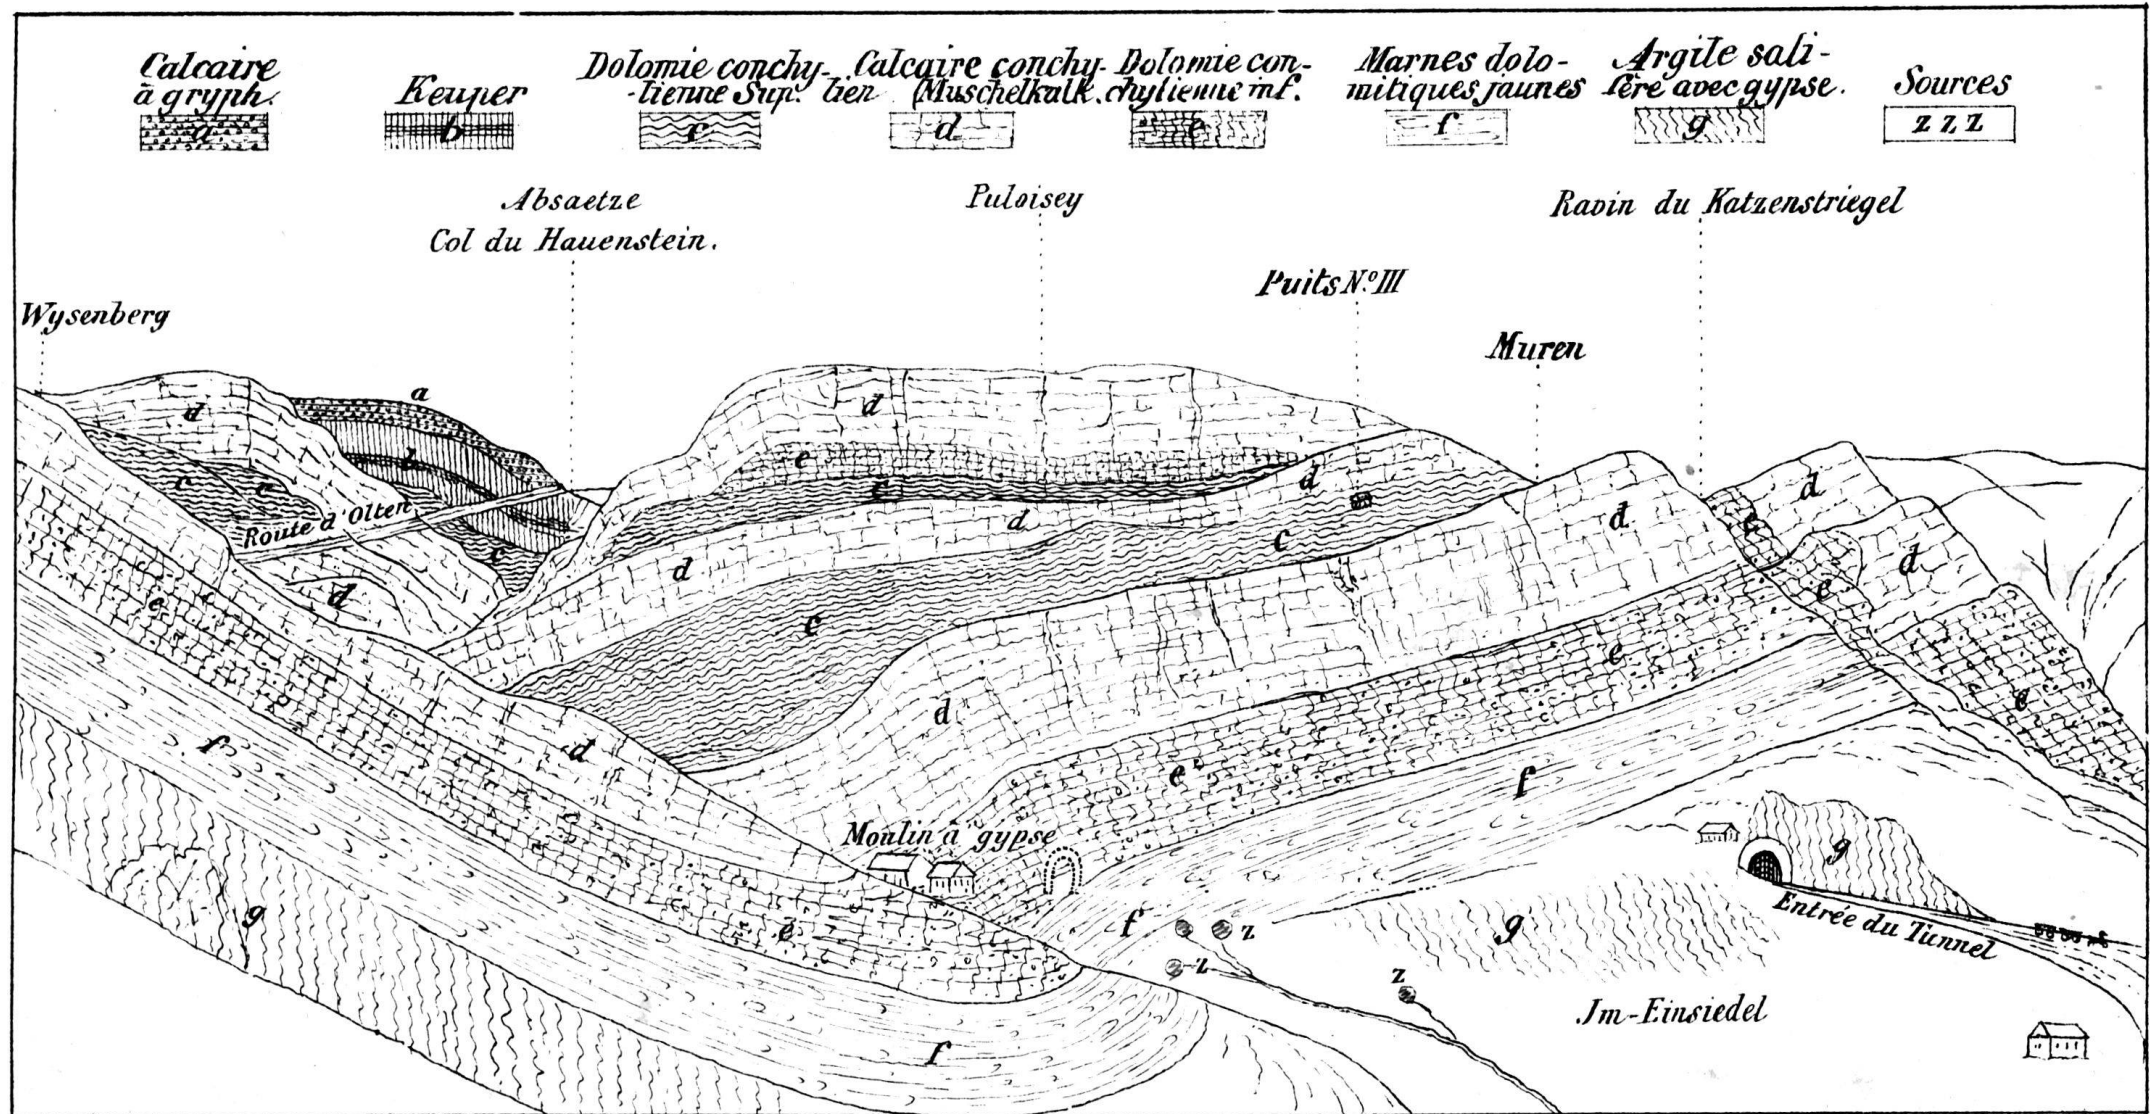 Calcaire
à gryph.
a
Keuper
b
Dolomie conchy-
-lienne Sup.
c
Calcaire conchy-
lien (Muschelkalk.
d
Dolomie con-
chylienne inf.
e
Marnes dolo-
mitiques jaunes
f
Argile sali-
fère avec gypse.
g
Sources
z z z
Absaetze
Col du Hauenstein.
Puloisey
Ravin du Katzenstriegel
Puits No. III
Wysenberg
Muren
a
d
d
b
e
d
d
d
c
c
c
d
e
d
e
Route d'Olten
c
c
d
d
d
e
e
c
e
e
d
f
d
e
f
Moulin à gypse
g
g
Entrée du Tunnel
e
f
z
g
z
z
Im-Einsiedel
f